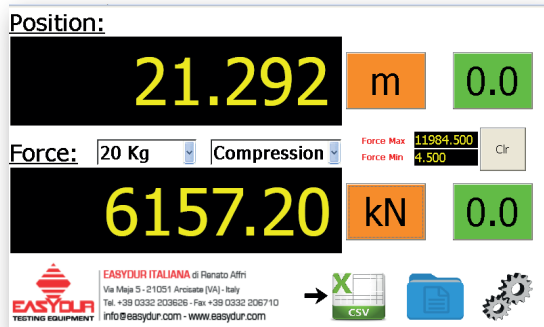 Position:
21.292 m 0.0
Force: 20 Kg Compression Force Max 11984.500 Clr
Force Min 4.500
6157.20 kN 0.0
EASYDUR ITALIANA di Renato Affri
Via Maja 5 - 21051 Arcisate (VA) - Italy
Tel. +39 0332 203626 - Fax +39 0332 206710
info@easydur.com - www.easydur.com
EASYDUR
TESTING EQUIPMENT
X
CSV